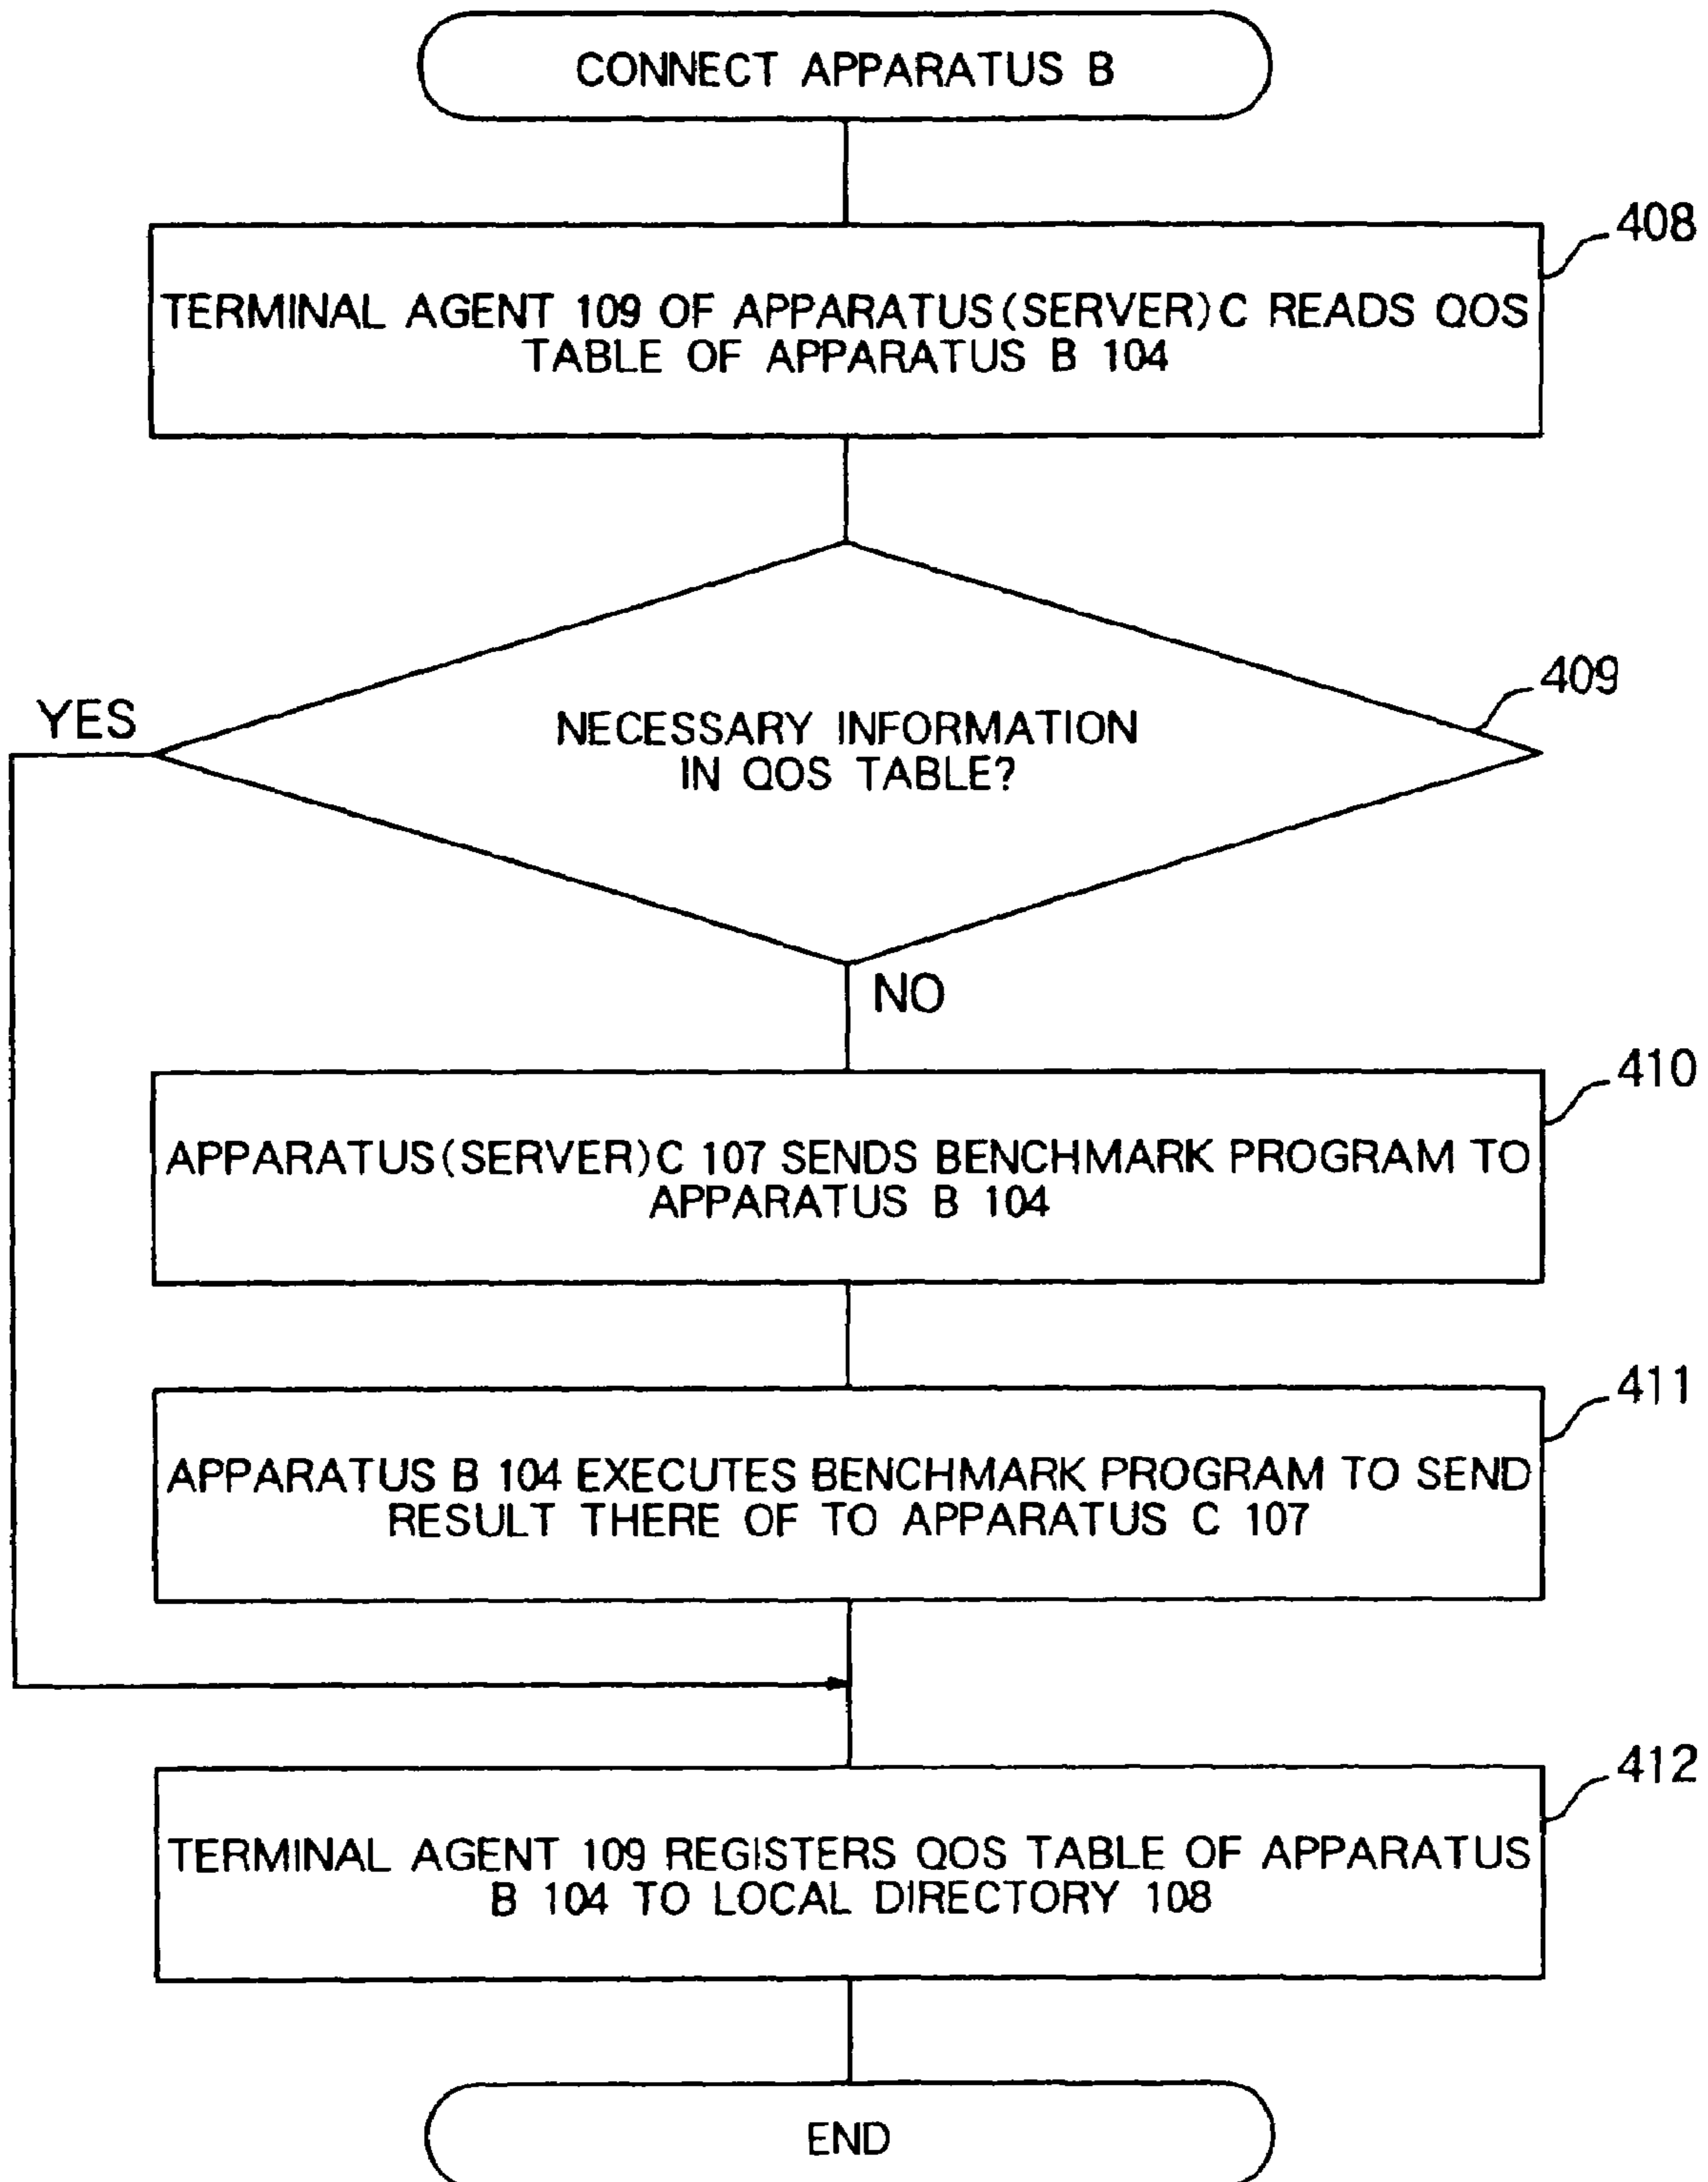 CONNECT APPARATUS B
408
TERMINAL AGENT 109 OF APPARATUS(SERVER)C READS QOS
TABLE OF APPARATUS B 104
409
YES
NECESSARY INFORMATION
IN QOS TABLE?
NO
410
APPARATUS(SERVER)C 107 SENDS BENCHMARK PROGRAM TO
APPARATUS B 104
411
APPARATUS B 104 EXECUTES BENCHMARK PROGRAM TO SEND
RESULT THERE OF TO APPARATUS C 107
412
TERMINAL AGENT 109 REGISTERS QOS TABLE OF APPARATUS
B 104 TO LOCAL DIRECTORY 108
END